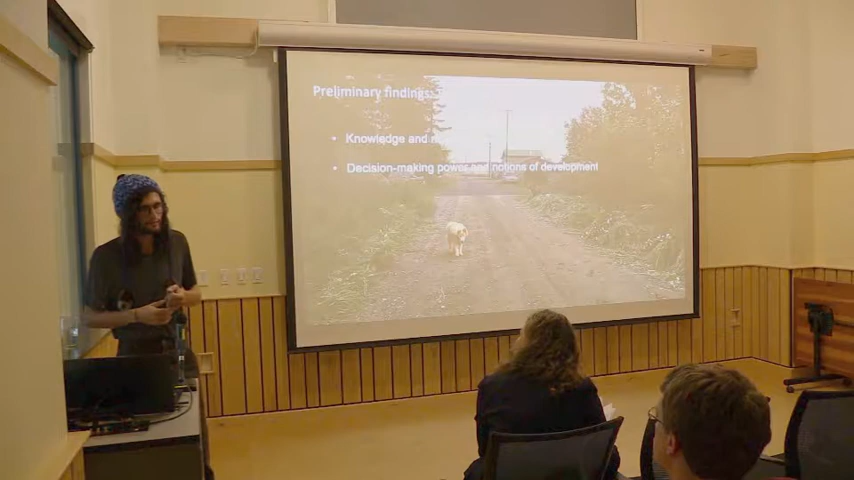 Preliminary findings:
• Knowledge and
• Decision-making power and notions of development